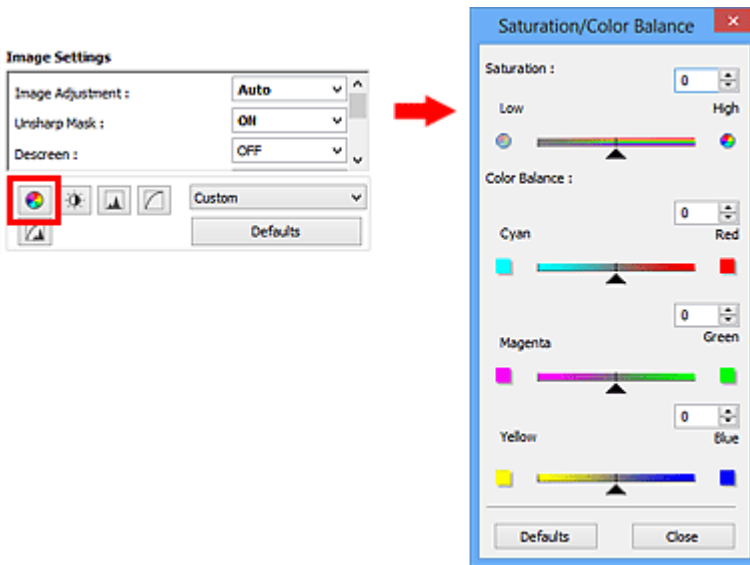 Image Settings
Image Adjustment : Auto
Unsharp Mask : ON
Descreen : OFF
Custom
Defaults
Saturation/Color Balance
Saturation : 0
Low High
Color Balance :
0
Cyan Red
0
Magenta Green
0
Yellow Blue
Defaults Close